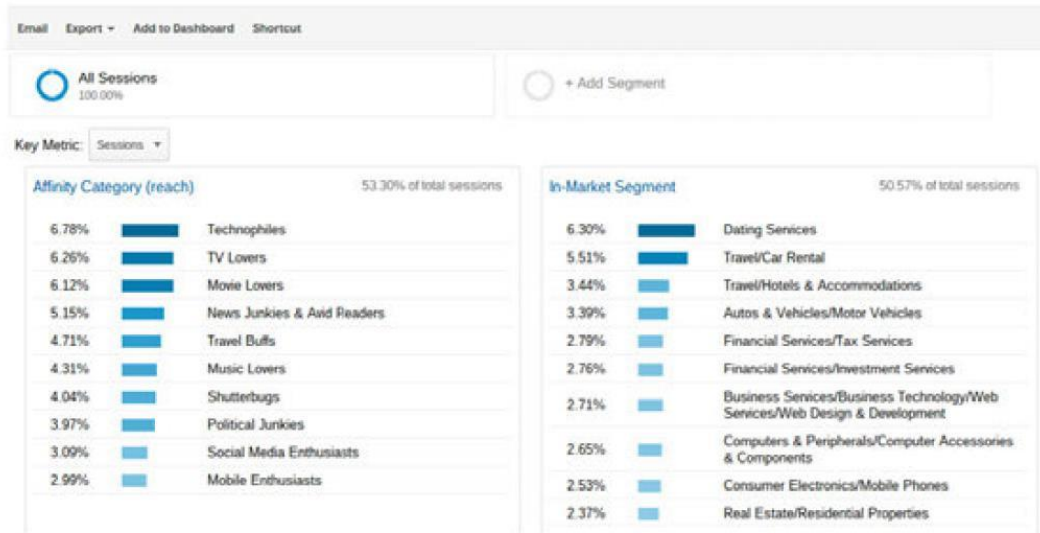 Email Export Add to Dashboard Shortcut
All Sessions
100.00%
+ Add Segment
Key Metric: Sessions
Affinity Category (reach) 53.30% of total sessions
6.78% Technophiles
6.26% TV Lovers
6.12% Movie Lovers
5.15% News Junkies & Avid Readers
4.71% Travel Buffs
4.31% Music Lovers
4.04% Shutterbugs
3.97% Political Junkies
3.09% Social Media Enthusiasts
2.99% Mobile Enthusiasts
In-Market Segment 50.57% of total sessions
6.30% Dating Services
5.51% Travel/Car Rental
3.44% Travel/Hotels & Accommodations
3.39% Autos & Vehicles/Motor Vehicles
2.79% Financial Services/Tax Services
2.76% Financial Services/Investment Services
2.71% Business Services/Business Technology/Web
Services/Web Design & Development
2.65% Computers & Peripherals/Computer Accessories
& Components
2.53% Consumer Electronics/Mobile Phones
2.37% Real Estate/Residential Properties